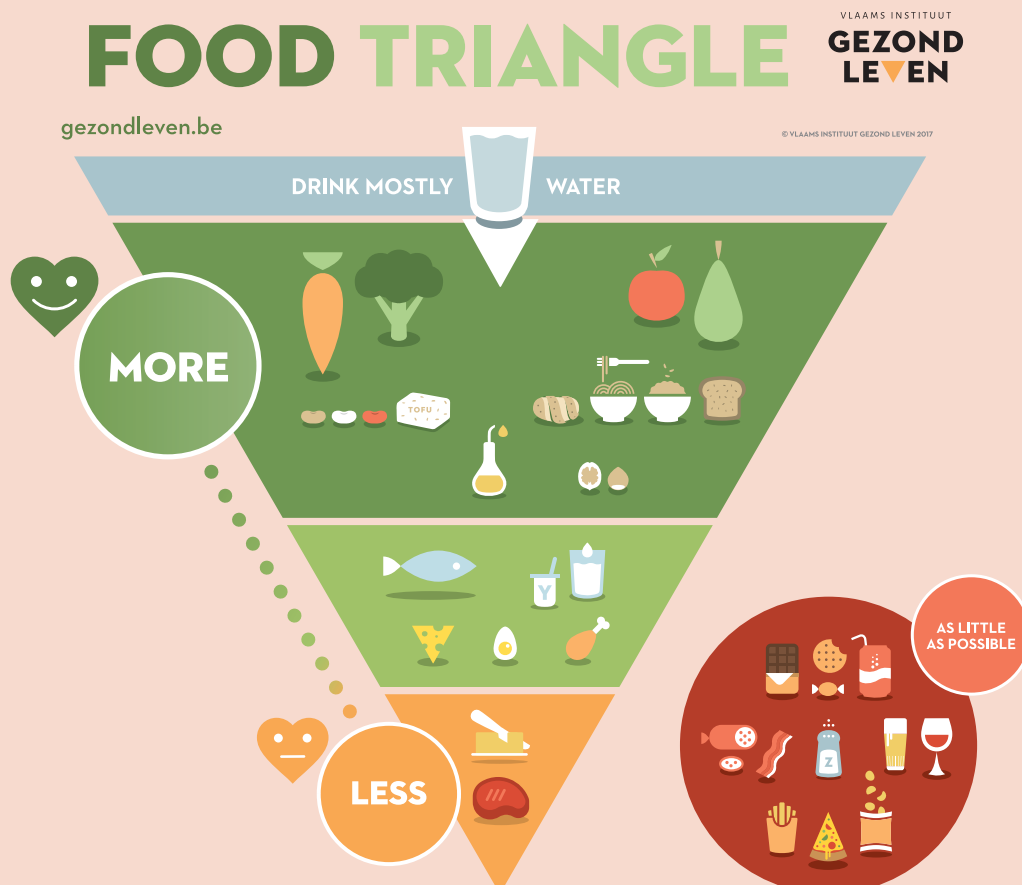 FOOD TRIANGLE
VLAAMS INSTITUUT
GEZOND
LEVEN
gezondleven.be
© VLAAMS INSTITUUT GEZOND LEVEN 2017
DRINK MOSTLY WATER
MORE
TOFU
Y
AS LITTLE
AS POSSIBLE
Z
LESS